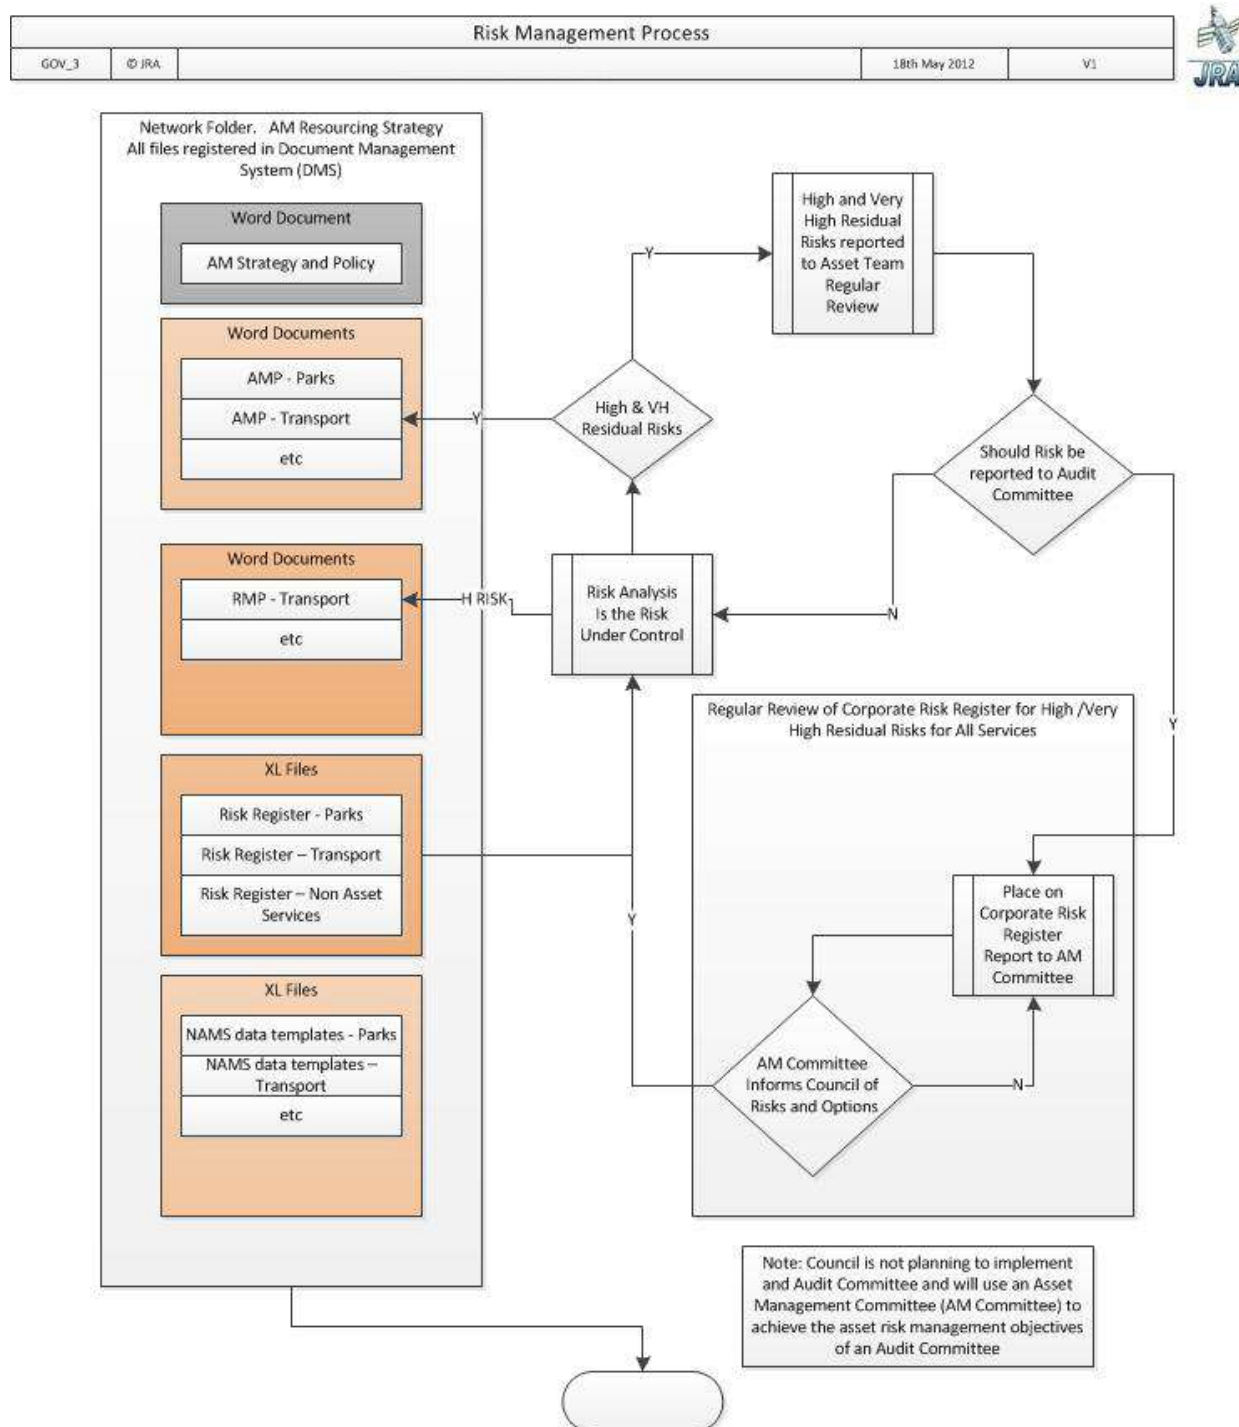 Risk Management Process
GOV_3
© JRA
18th May 2012
V1
JRA
Network Folder. AM Resourcing Strategy
All files registered in Document Management
System (DMS)
Word Document
AM Strategy and Policy
Word Documents
AMP - Parks
AMP - Transport
etc
Word Documents
RMP - Transport
etc
XL Files
Risk Register - Parks
Risk Register – Transport
Risk Register – Non Asset
Services
XL Files
NAMS data templates - Parks
NAMS data templates –
Transport
etc
High and Very
High Residual
Risks reported
to Asset Team
Regular
Review
Y
High & VH
Residual Risks
Y
Should Risk be
reported to Audit
Committee
H RISK
Risk Analysis
Is the Risk
Under Control
N
Y
Regular Review of Corporate Risk Register for High /Very
High Residual Risks for All Services
Place on
Corporate Risk
Register
Report to AM
Committee
Y
AM Committee
Informs Council of
Risks and Options
N
Note: Council is not planning to implement
and Audit Committee and will use an Asset
Management Committee (AM Committee) to
achieve the asset risk management objectives
of an Audit Committee